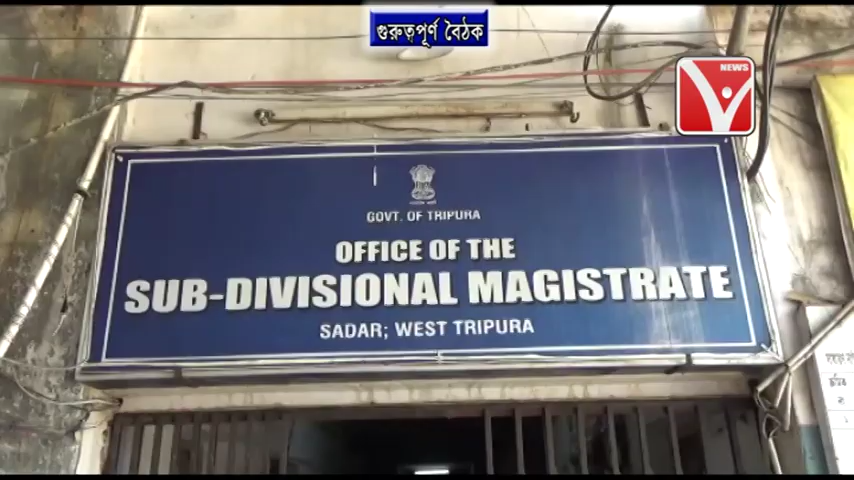 গুরুত্বপূর্ণ বৈঠক
NEWS
V
GOVT. OF TRIPURA
OFFICE OF THE
SUB-DIVISIONAL MAGISTRATE
SADAR; WEST TRIPURA